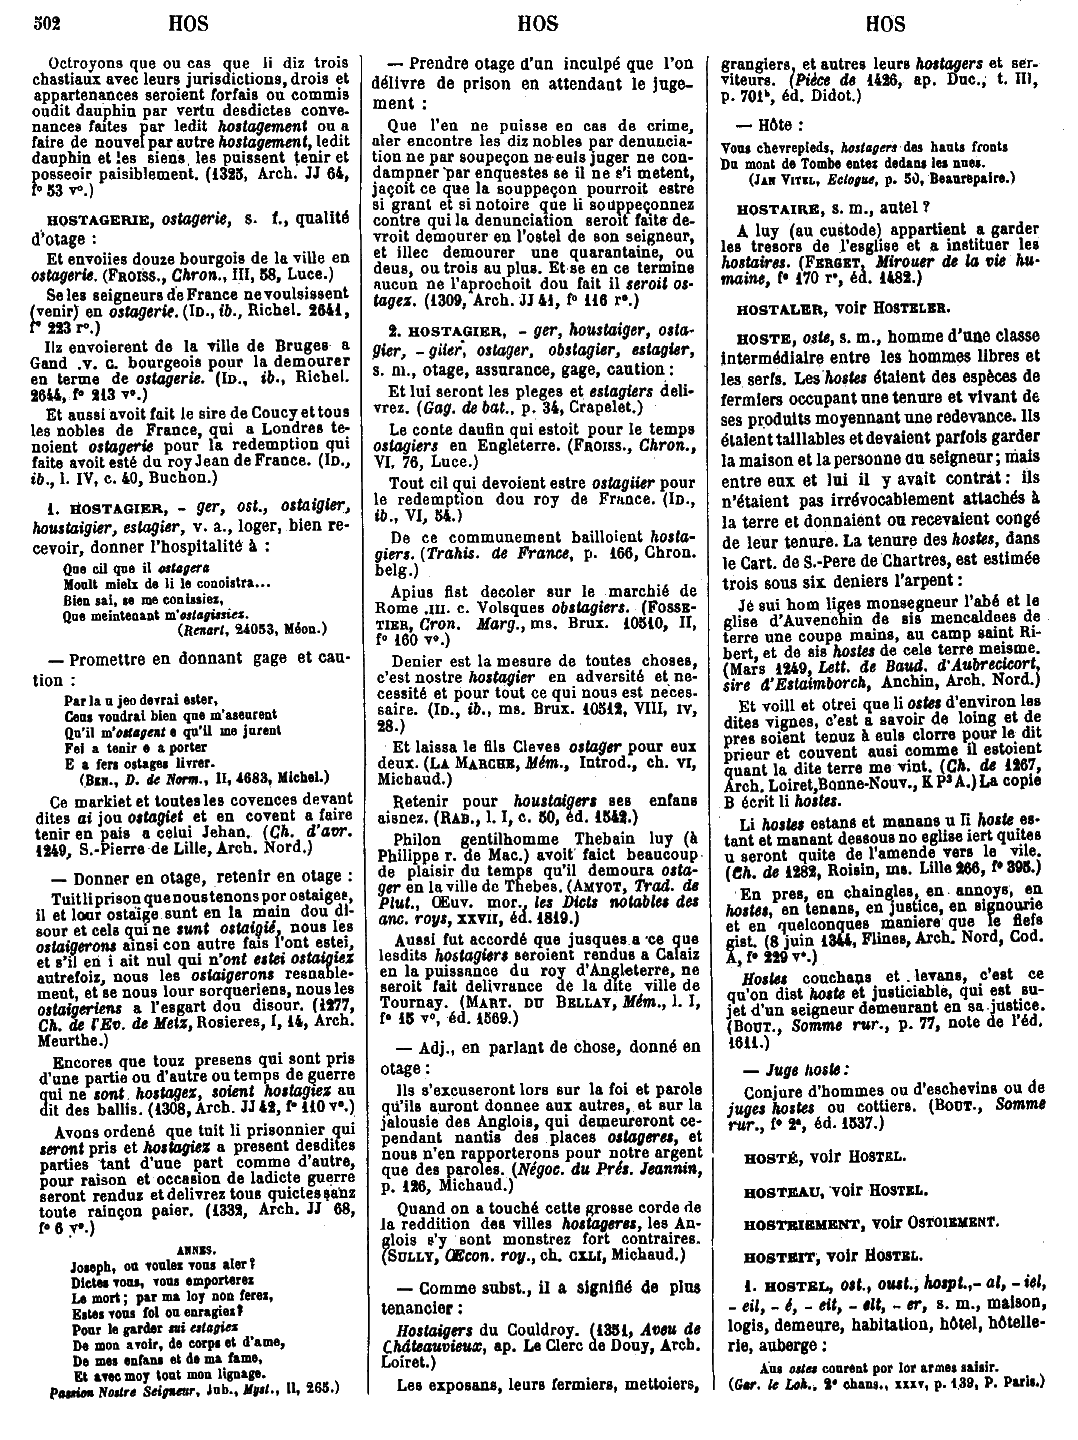 502 HOS HOS HOS
Octroyons que ou cas que li diz trois
chastiaux avec leurs jurisdictions, drois et
appartenances seroient forfais ou commis
oudit dauphin par vertu desdictes conve-
nances faites par ledit hostagement ou a
faire de nouvel par autre hostagement, ledit
dauphin et les siens les puissent tenir et
posseoir paisiblement. (1325, Arch. JJ 64,
f° 53 v°.)
HOSTAGERIE, ostagerie, s. f., qualité
d'otage :
Et envoiies douze bourgois de la ville en
ostagerie. (FROISS., Chron., III, 58, Luce.)
Se les seigneurs de France ne voulsissent
(venir) en ostagerie. (ID., ib., Richel. 2641,
f° 223 r°.)
Ilz envoierent de la ville de Bruges a
Gand .v. c. bourgeois pour la demourer
en terme de ostagerie. (ID., ib., Richel.
2644, f° 213 v°.)
Et aussi avoit fait le sire de Coucy et tous
les nobles de France, qui a Londres te-
noient ostagerie pour la redemption qui
faite avoit esté du roy Jean de France. (ID.,
ib., l. IV, c. 40, Buchon.)
1. HOSTAGIER, - ger, ost., ostaigier,
houstaigier, estagier, v. a., loger, bien re-
cevoir, donner l'hospitalité à :
Que cil que il ostagera
Moult mielx de li le conoistra...
Bien sai, se me conissiez,
Que meintenant m'ostagissiez.
(Renart, 24053, Méon.)
— Promettre en donnant gage et cau-
tion :
Par la u jeo devrai ester,
Ceus voudrai bien que m'aseurent
Qu'il m'ostagent e qu'il me jurent
Fei a tenir e a porter
E a fers ostages livrer.
(BEN., D. de Norm., II, 4683, Michel.)
Ce markiet et toutes les covences devant
dites ai jou ostagiet et en covent a faire
tenir en pais a celui Jehan. (Ch. d'avr.
1249, S.-Pierre de Lille, Arch. Nord.)
— Donner en otage, retenir en otage :
Tuit li prison que nous tenons por ostaiges,
il et lour ostaige sunt en la main dou di-
sour et cels qui ne sunt ostaigié, nous les
ostaigerons ainsi con autre fais l'ont estei,
et s'il en i ait nul qui n'ont estei ostaigiez
autrefoiz, nous les ostaigerons resnable-
ment, et se nous lour sorqueriens, nous les
ostaigeriens a l'esgart dou disour. (1277,
Ch. de l'Ev. de Metz, Rosieres, I, 14, Arch.
Meurthe.)
Encores que touz presens qui sont pris
d'une partie ou d'autre ou temps de guerre
qui ne sont hostagez, soient hostagiez au
dit des ballis. (1308, Arch. JJ 42, f° 110 v°.)
Avons ordené que tuit li prisonnier qui
seront pris et hostagiez a present desdites
parties tant d'une part comme d'autre,
pour raison et occasion de ladicte guerre
seront renduz et delivrez tous quictes sanz
toute rainçon paier. (1332, Arch. JJ 68,
f° 6 v°.)
ANNES.
Joseph, ou voulez vous aler ?
Dictes vous, vous emporterez
Le mort ; par ma loy non ferez,
Estes vous fol ou enragiez ?
Pour le garder sui estagiez
De mon avoir, de corps et d'ame,
De mes enfans et de ma fame,
Et avec moy tout mon lignage.
Passion Nostre Seigneur, Jub., Myst., II, 265.)
— Prendre otage d'un inculpé que l'on
délivre de prison en attendant le juge-
ment :
Que l'en ne puisse en cas de crime,
aler encontre les diz nobles par denuncia-
tion ne par soupeçon ne euls juger ne con-
dampner par enquestes se il ne s'i metent,
jaçoit ce que la souppeçon pourroit estre
si grant et si notoire que li souppeçonnez
contre qui la denunciation seroit faite de-
vroit demourer en l'ostel de son seigneur,
et illec demourer une quarantaine, ou
deus, ou trois au plus. Et se en ce termine
aucun ne l'aprochoit dou fait il seroit os-
tagez. (1309, Arch. JJ 41, f° 116 r°.)
2. HOSTAGIER, - ger, houstaiger, osta-
gier, - giier, ostager, obstagier, estagier,
s. m., otage, assurance, gage, caution :
Et lui seront les pleges et estagiers deli-
vrez. (Gag. de bat., p. 34, Crapelet.)
Le conte daufin qui estoit pour le temps
ostagiers en Engleterre. (FROISS., Chron.,
VI, 76, Luce.)
Tout cil qui devoient estre ostagiier pour
le redemption dou roy de France. (ID.,
ib., VI, 54.)
De ce communement bailloient hosta-
giers. (Trahis. de France, p. 166, Chron.
belg.)
Apius fist decoler sur le marchié de
Rome .III. c. Volsques obstagiers. (FOSSE-
TIER, Cron. Marg., ms. Brux. 10510, II,
f° 160 v°.)
Denier est la mesure de toutes choses,
c'est nostre hostagier en adversité et ne-
cessité et pour tout ce qui nous est neces-
saire. (ID., ib., ms. Brux. 10512, VIII, IV,
28.)
Et laissa le fils Cleves ostager pour eux
deux. (LA MARCHE, Mém., Introd., ch. VI,
Michaud.)
Retenir pour houstaigers ses enfans
aisnez. (RAB., l. I, c. 50, éd. 1542.)
Philon gentilhomme Thebain luy (à
Philippe r. de Mac.) avoit faict beaucoup
de plaisir du temps qu'il demoura osta-
ger en la ville de Thebes. (AMYOT, Trad. de
Plut., Œuv. mor., les Dicts notables des
anc. roys, XXVII, éd. 1819.)
Aussi fut accordé que jusques a ce que
lesdits hostagiers seroient rendus a Calaiz
en la puissance du roy d'Angleterre, ne
seroit fait delivrance de la dite ville de
Tournay. (MART. DU BELLAY, Mém., l. I,
f° 15 v°, éd. 1569.)
— Adj., en parlant de chose, donné en
otage :
Ils s'excuseront lors sur la foi et parole
qu'ils auront donnee aux autres, et sur la
jalousie des Anglois, qui demeureront ce-
pendant nantis des places ostageres, et
nous n'en rapporterons pour notre argent
que des paroles. (Négoc. du Prés. Jeannin,
p. 126, Michaud.)
Quand on a touché cette grosse corde de
la reddition des villes hostageres, les An-
glois s'y sont monstrez fort contraires.
(SULLY, Œcon. roy., ch. CXLI, Michaud.)
— Comme subst., il a signifié de plus
tenancier :
Hostaigers du Couldroy. (1351, Aveu de
Châteauvieux, ap. Le Clerc de Douy, Arch.
Loiret.)
Les exposans, leurs fermiers, mettoiers,
grangiers, et autres leurs hostagers et ser-
viteurs. (Pièce de 1426, ap. Duc., t. III,
p. 701ᵇ, éd. Didot.)
— Hôte :
Vous chevrepieds, hostagers des hauts fronts
Du mont de Tombe entez dedans les nues.
(JAN VITEL, Eclogue, p. 50, Beaurepaire.)
HOSTAIRE, s. m., autel ?
A luy (au custode) appartient a garder
les tresors de l'esglise et a instituer les
hostaires. (FERGET, Mirouer de la vie hu-
maine, f° 170 r°, éd. 1482.)
HOSTALER, voir HOSTELER.
HOSTE, oste, s. m., homme d'une classe
intermédiaire entre les hommes libres et
les serfs. Les hostes étaient des espèces de
fermiers occupant une tenure et vivant de
ses produits moyennant une redevance. Ils
étaient taillables et devaient parfois garder
la maison et la personne du seigneur ; mais
entre eux et lui il y avait contrat : ils
n'étaient pas irrévocablement attachés à
la terre et donnaient ou recevaient congé
de leur tenure. La tenure des hostes, dans
le Cart. de S.-Pere de Chartres, est estimée
trois sous six deniers l'arpent :
Je sui hom liges monsegneur l'abé et le
glise d'Auvenchin de sis mencaldees de
terre une coupe mains, au camp saint Ri-
bert, et de sis hostes de cele terre meisme.
(Mars 1249, Lett. de Baud. d'Aubrecicort,
sire d'Estaimborch, Anchin, Arch. Nord.)
Et voill et otrei que li ostes d'environ les
dites vignes, c'est a savoir de loing et de
pres soient tenuz à euls clorre pour le dit
prieur et couvent ausi comme il estoient
quant la dite terre me vint. (Ch. de 1267,
Arch. Loiret, Bonne-Nouv., K P³ A.) La copie
B écrit li hostes.
Li hostes estans et manans u li hoste es-
tant et manant dessous no eglise iert quites
u seront quite de l'amende vers le vile.
(Ch. de 1282, Roisin, ms. Lille 266, f° 395.)
En pres, en chaingles, en annoys, en
hostes, en tenans, en justice, en signourie
et en quelconques maniere que le fiefs
gist. (8 juin 1344, Flines, Arch. Nord, Cod.
A, f° 229 v°.)
Hostes couchans et levans, c'est ce
qu'on dist hoste et justiciable, qui est su-
jet d'un seigneur demeurant en sa justice.
(BOUT., Somme rur., p. 77, note de l'éd.
1611.)
— Juge hoste :
Conjure d'hommes ou d'eschevins ou de
juges hostes ou cottiers. (BOUT., Somme
rur., f° 2ᵃ, éd. 1537.)
HOSTÉ, voir HOSTEL.
HOSTEAU, voir HOSTEL.
HOSTEIEMENT, voir OSTOIEMENT.
HOSTEIT, voir HOSTEL.
1. HOSTEL, ost., oust., hospt., - al, - iel,
- eil, - é, - eit, - elt, - er, s. m., maison,
logis, demeure, habitation, hôtel, hôtelle-
rie, auberge :
Aus ostes courent por lor armes saisir.
(Gar. le Loh., 2ᵉ chans., XXXV, p. 139, P. Paris.)